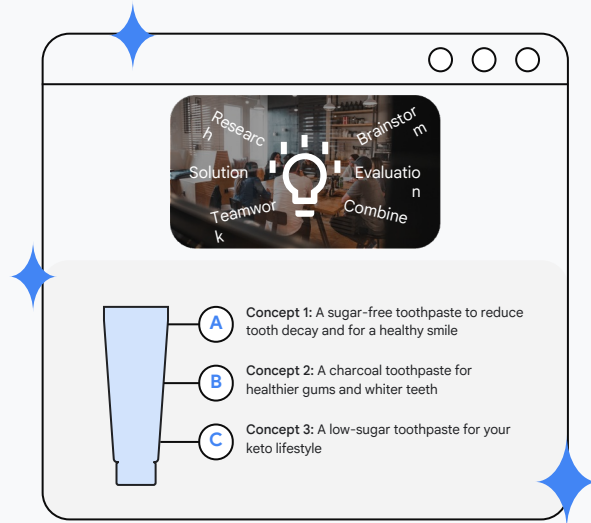 Researc
h
Brainstor
m
Solution
Evaluatio
n
Teamwor
k
Combine
A
Concept 1: A sugar-free toothpaste to reduce
tooth decay and for a healthy smile
B
Concept 2: A charcoal toothpaste for
healthier gums and whiter teeth
C
Concept 3: A low-sugar toothpaste for your
keto lifestyle